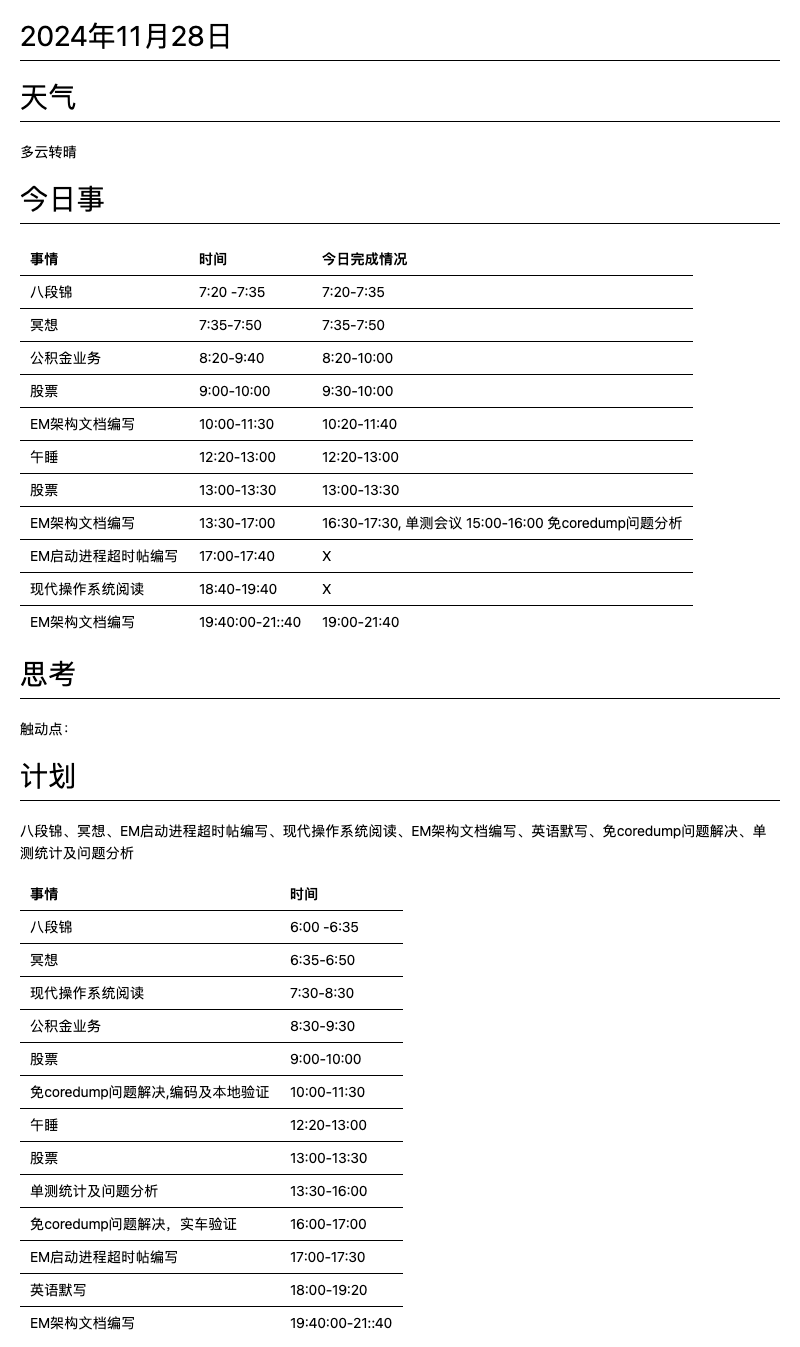 2024年11月28日
天气
多云转晴
今日事
事情 时间 今日完成情况
八段锦 7:20 -7:35 7:20-7:35
冥想 7:35-7:50 7:35-7:50
公积金业务 8:20-9:40 8:20-10:00
股票 9:00-10:00 9:30-10:00
EM架构文档编写 10:00-11:30 10:20-11:40
午睡 12:20-13:00 12:20-13:00
股票 13:00-13:30 13:00-13:30
EM架构文档编写 13:30-17:00 16:30-17:30, 单测会议 15:00-16:00 免coredump问题分析
EM启动进程超时帖编写 17:00-17:40 X
现代操作系统阅读 18:40-19:40 X
EM架构文档编写 19:40:00-21::40 19:00-21:40
思考
触动点：
计划
八段锦、冥想、EM启动进程超时帖编写、现代操作系统阅读、EM架构文档编写、英语默写、免coredump问题解决、单
测统计及问题分析
事情 时间
八段锦 6:00 -6:35
冥想 6:35-6:50
现代操作系统阅读 7:30-8:30
公积金业务 8:30-9:30
股票 9:00-10:00
免coredump问题解决,编码及本地验证 10:00-11:30
午睡 12:20-13:00
股票 13:00-13:30
单测统计及问题分析 13:30-16:00
免coredump问题解决，实车验证 16:00-17:00
EM启动进程超时帖编写 17:00-17:30
英语默写 18:00-19:20
EM架构文档编写 19:40:00-21::40